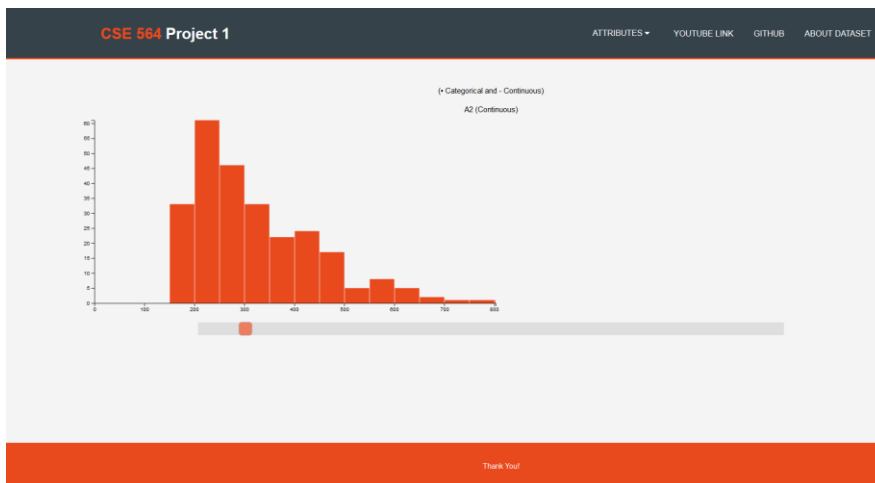 CSE 564 Project 1
ATTRIBUTES YOUTUBE LINK GITHUB ABOUT DATASET
(• Categorical and - Continuous)
A2 (Continuous)
60
55
50
45
40
35
30
25
20
15
10
5
0
0 100 200 300 400 500 600 700 800
Thank You!